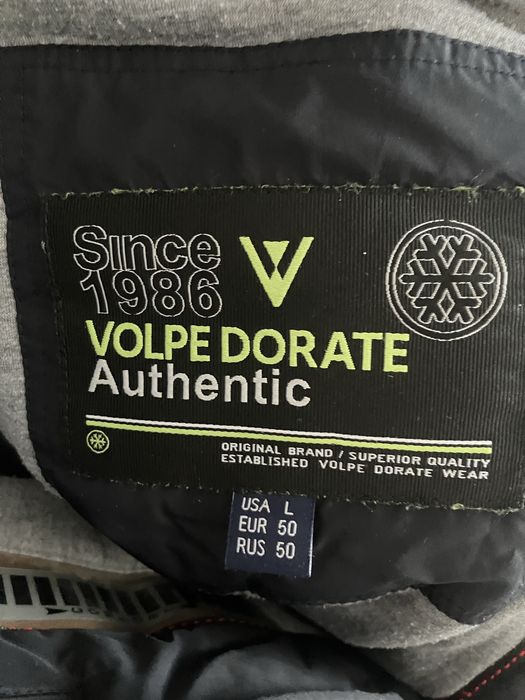 Since
1986
VOLPE DORATE
Authentic
ORIGINAL BRAND / SUPERIOR QUALITY
ESTABLISHED VOLPE DORATE WEAR
USA L
EUR 50
RUS 50